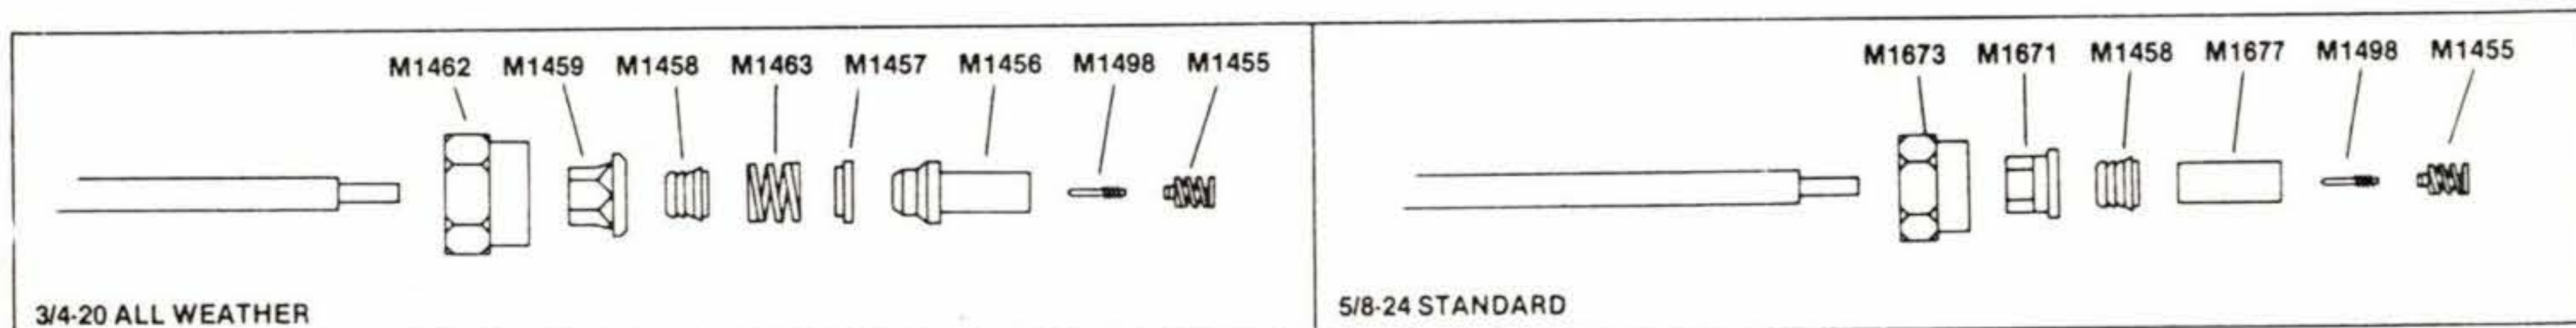 M1462 M1459 M1458 M1463 M1457 M1456 M1498 M1455
3/4-20 ALL WEATHER
M1673 M1671 M1458 M1677 M1498 M1455
5/8-24 STANDARD